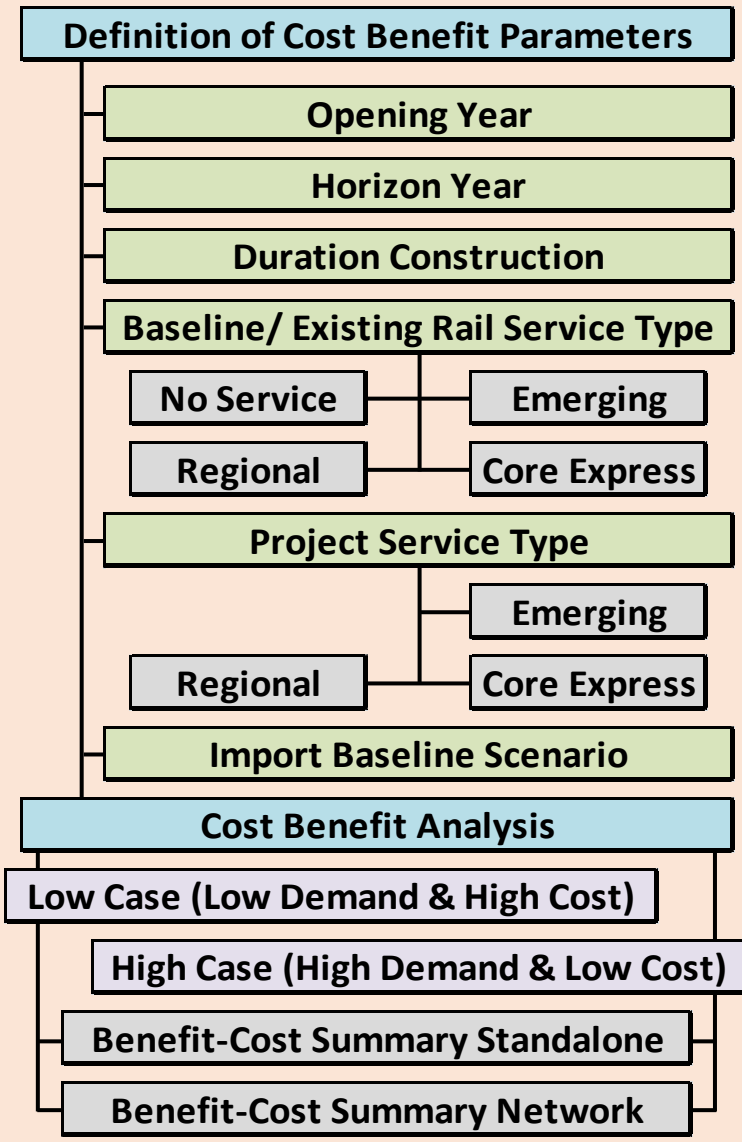 Definition of Cost Benefit Parameters
Opening Year
Horizon Year
Duration Construction
Baseline/ Existing Rail Service Type
No Service
Emerging
Regional
Core Express
Project Service Type
Emerging
Regional
Core Express
Import Baseline Scenario
Cost Benefit Analysis
Low Case (Low Demand & High Cost)
High Case (High Demand & Low Cost)
Benefit-Cost Summary Standalone
Benefit-Cost Summary Network